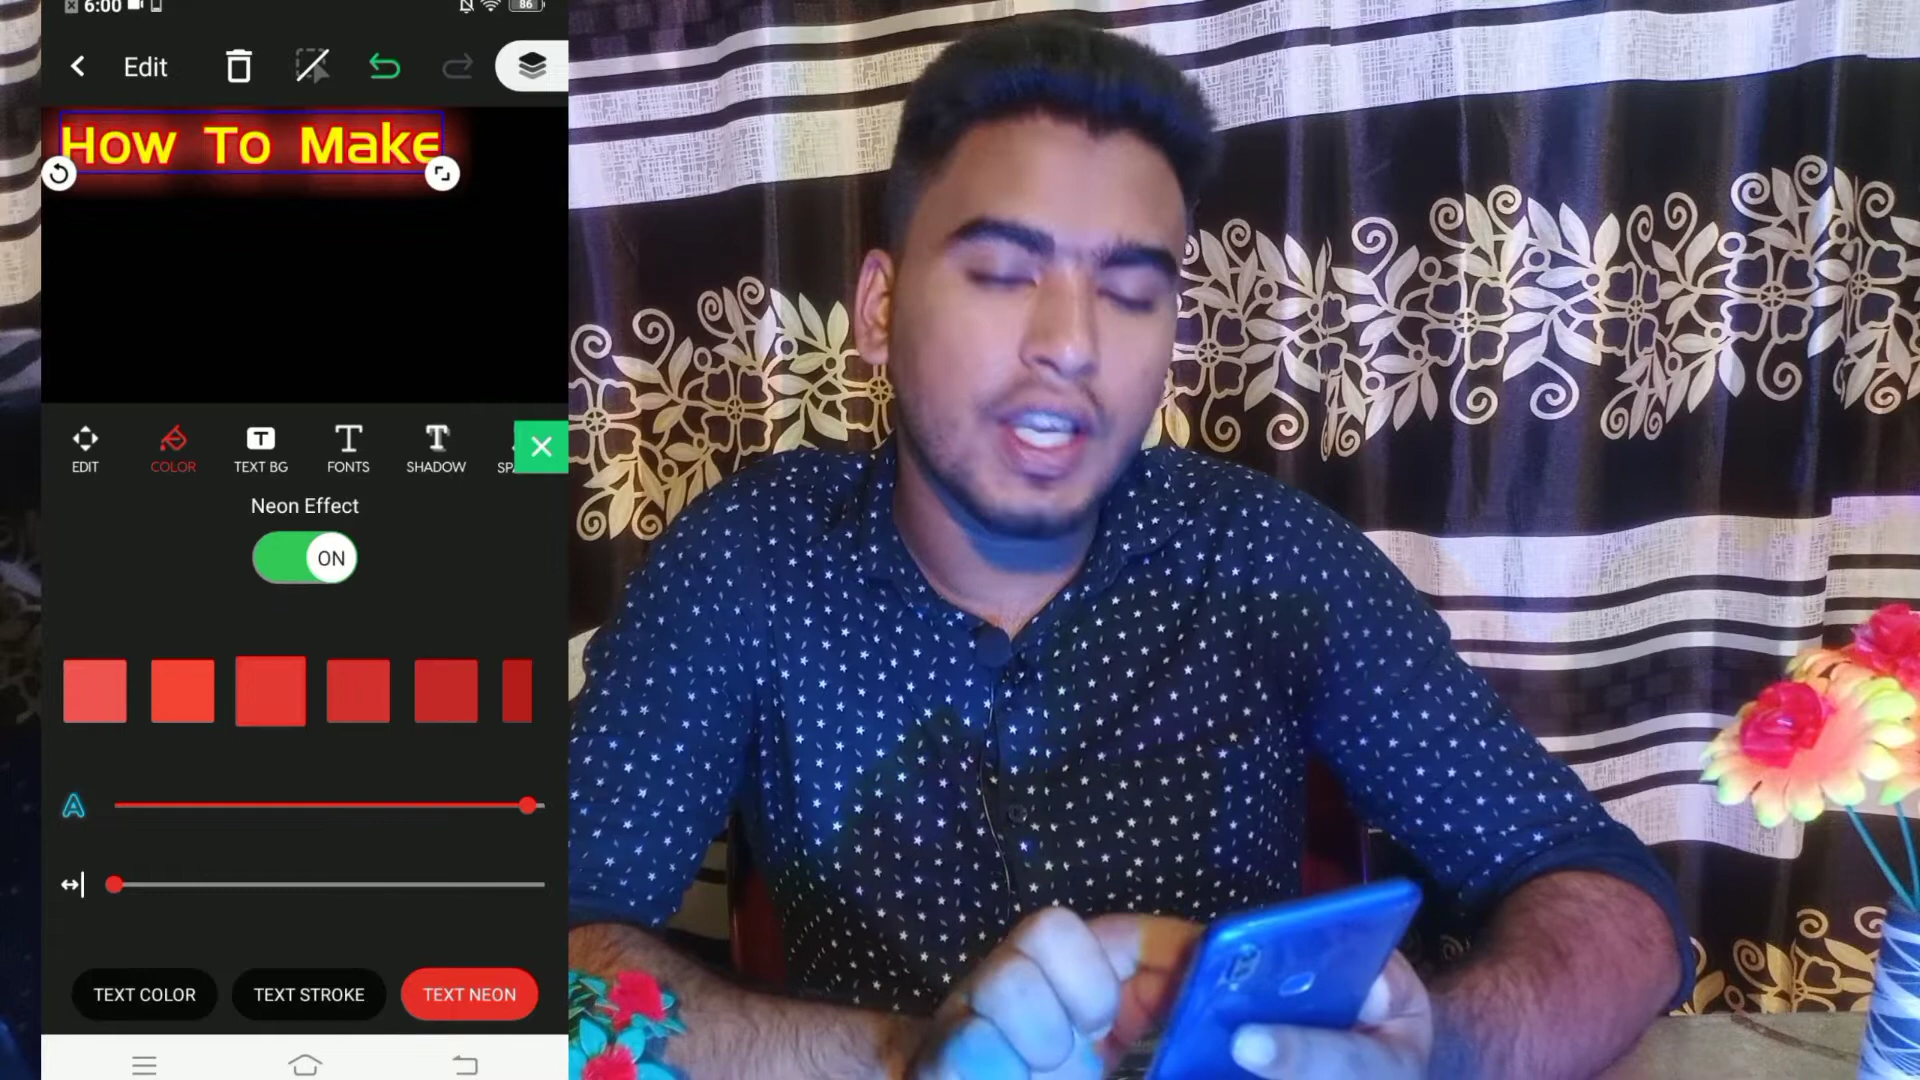 6:00
86
Edit
How To Make
EDIT
COLOR
TEXT BG
FONTS
SHADOW
Neon Effect
ON
TEXT COLOR
TEXT STROKE
TEXT NEON